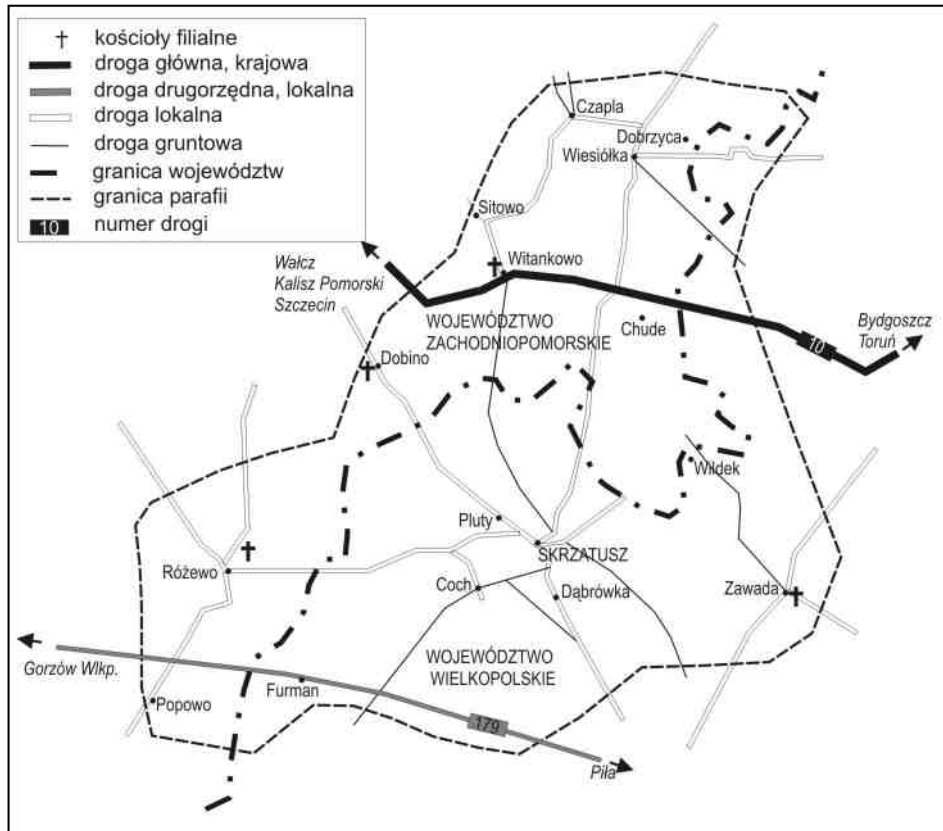 kościoły filialne
droga główna, krajowa
droga drugorzędna, lokalna
droga lokalna
droga gruntowa
granica województw
granica parafii
10 numer drogi
Czapla
Dobrzyca
Wiesiółka
Sitowo
Witankowo
Wałcz
Kalisz Pomorski
Szczecin
WOJEWÓDZTWO
ZACHODNIOPOMORSKIE
Chude
Bydgoszcz
Toruń
10
Dobino
Wildek
Pluty
SKRZATUSZ
Różewo
Coch
Dąbrówka
Zawada
WOJEWÓDZTWO
WIELKOPOLSKIE
Gorzów Wlkp.
Furman
Popowo
179
Piła